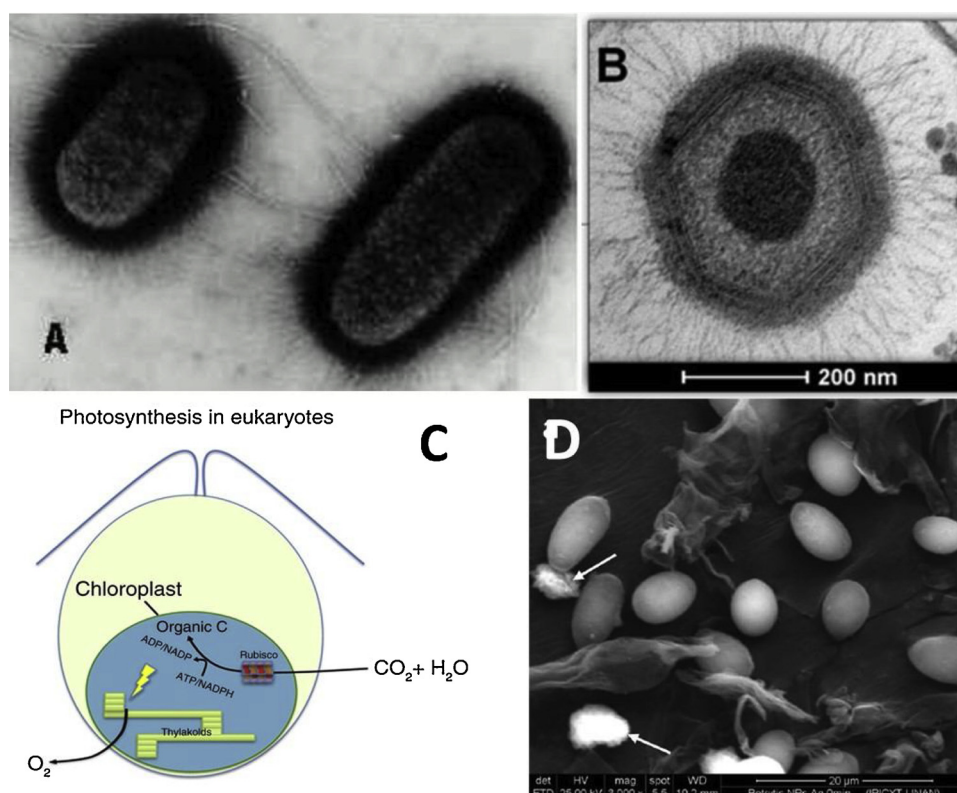 A
B
200 nm
Photosynthesis in eukaryotes
C
Chloroplast
Organic C
ADP/NADP
Rubisco
ATP/NADPH
CO₂+ H₂O
Thylakoids
O₂
D
det HV mag spot WD
20 µm